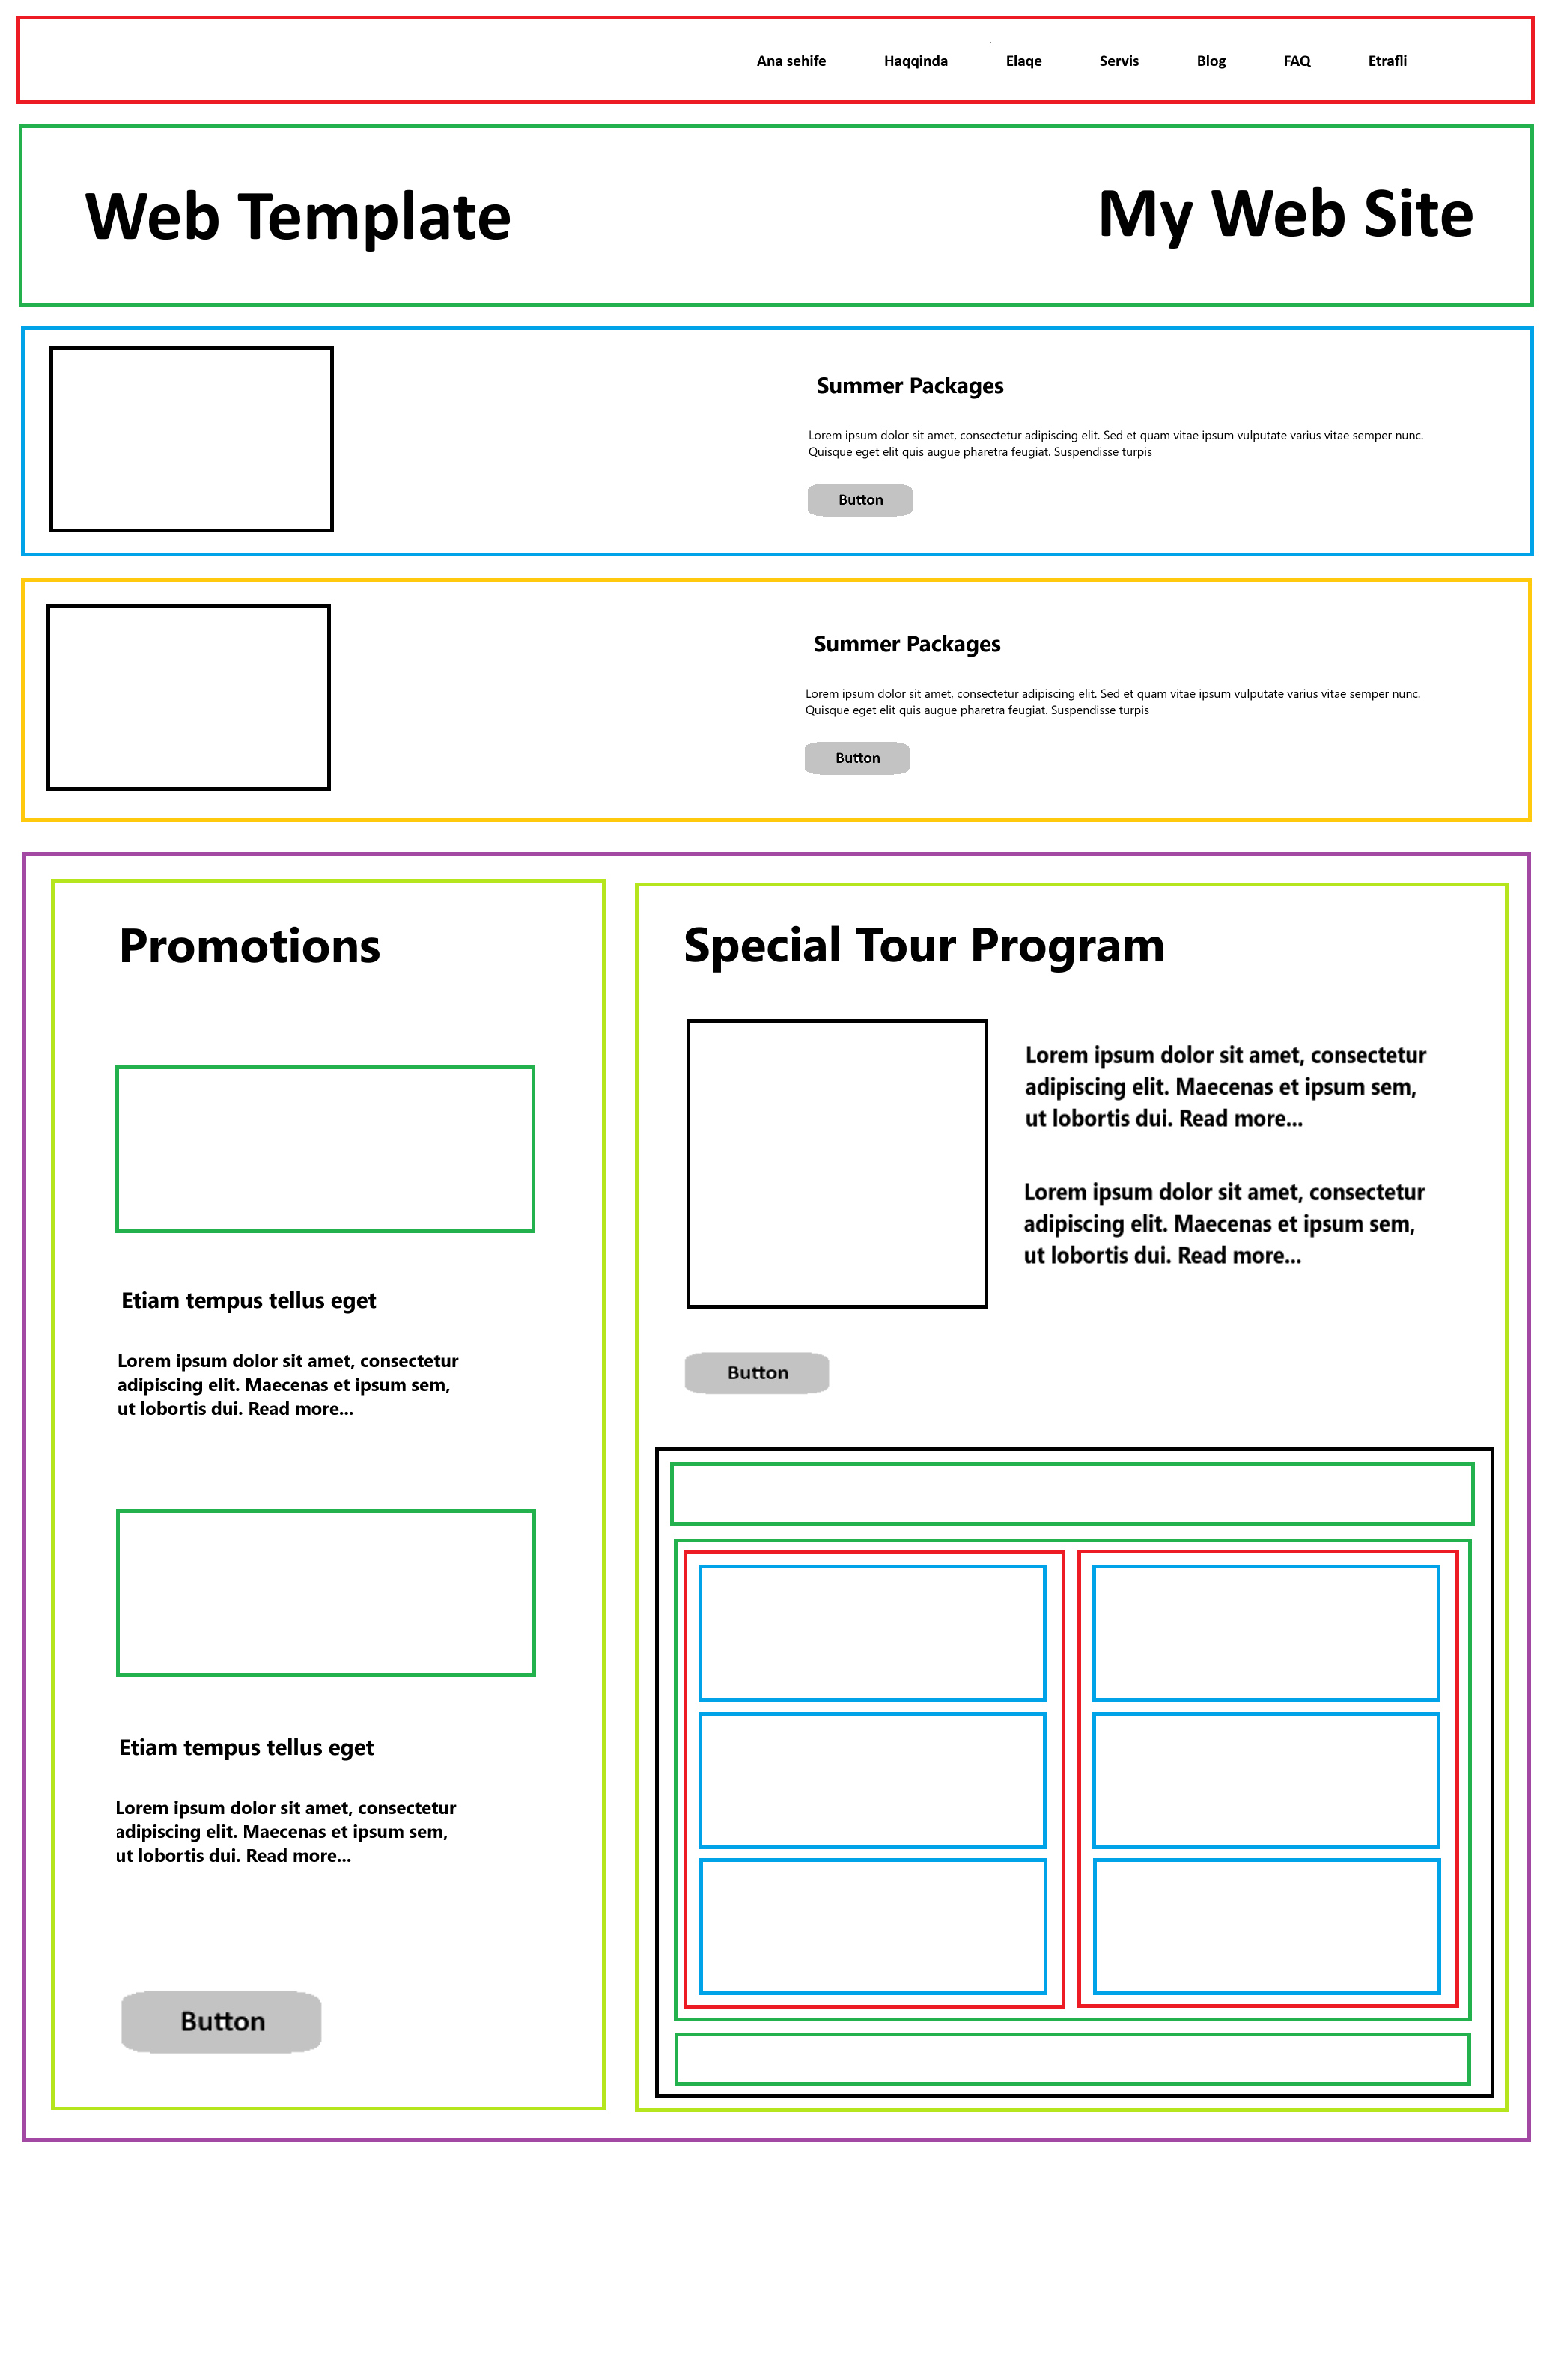 Ana sehife Haqqinda Elaqe Servis Blog FAQ Etrafli
Web Template My Web Site
Summer Packages
Lorem ipsum dolor sit amet, consectetur adipiscing elit. Sed et quam vitae ipsum vulputate varius vitae semper nunc.
Quisque eget elit quis augue pharetra feugiat. Suspendisse turpis
Button
Summer Packages
Lorem ipsum dolor sit amet, consectetur adipiscing elit. Sed et quam vitae ipsum vulputate varius vitae semper nunc.
Quisque eget elit quis augue pharetra feugiat. Suspendisse turpis
Button
Promotions
Etiam tempus tellus eget
Lorem ipsum dolor sit amet, consectetur
adipiscing elit. Maecenas et ipsum sem,
ut lobortis dui. Read more...
Etiam tempus tellus eget
Lorem ipsum dolor sit amet, consectetur
adipiscing elit. Maecenas et ipsum sem,
ut lobortis dui. Read more...
Button
Special Tour Program
Lorem ipsum dolor sit amet, consectetur
adipiscing elit. Maecenas et ipsum sem,
ut lobortis dui. Read more...
Lorem ipsum dolor sit amet, consectetur
adipiscing elit. Maecenas et ipsum sem,
ut lobortis dui. Read more...
Button